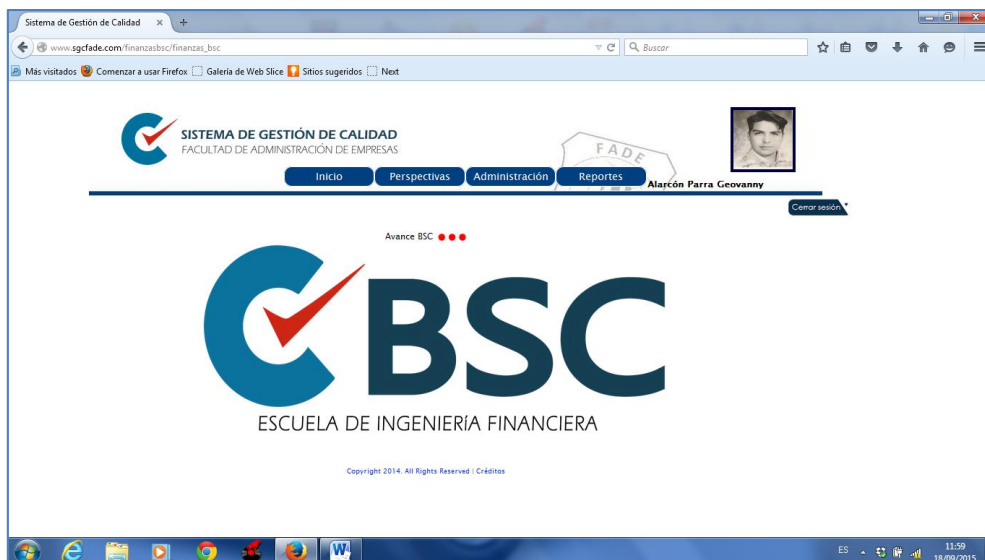 Sistema de Gestión de Calidad
www.sgcfade.com/finanzasbsc/finanzas_bsc
Buscar
Más visitados Comenzar a usar Firefox Galería de Web Slice Sitios sugeridos Next
SISTEMA DE GESTIÓN DE CALIDAD
FACULTAD DE ADMINISTRACIÓN DE EMPRESAS
FADE
Inicio Perspectivas Administración Reportes
Alarcón Parra Geovanny
Cerrar sesión
Avance BSC
BSC
ESCUELA DE INGENIERÍA FINANCIERA
Copyright 2014. All Rights Reserved | Créditos
ES
11:59
18/09/2015